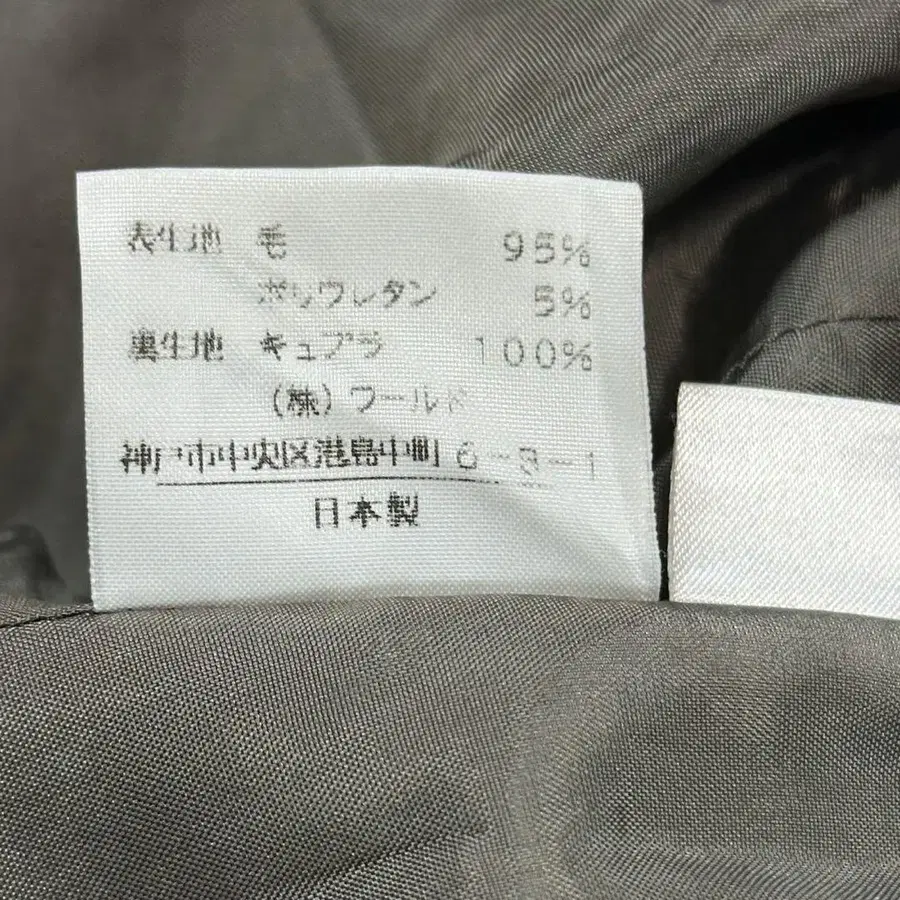 表生地 毛 95%
ポリウレタン 5%
裏生地 キュプラ 100%
(株)ワールド
神戸市中央区港島中町6-8-1
日本製